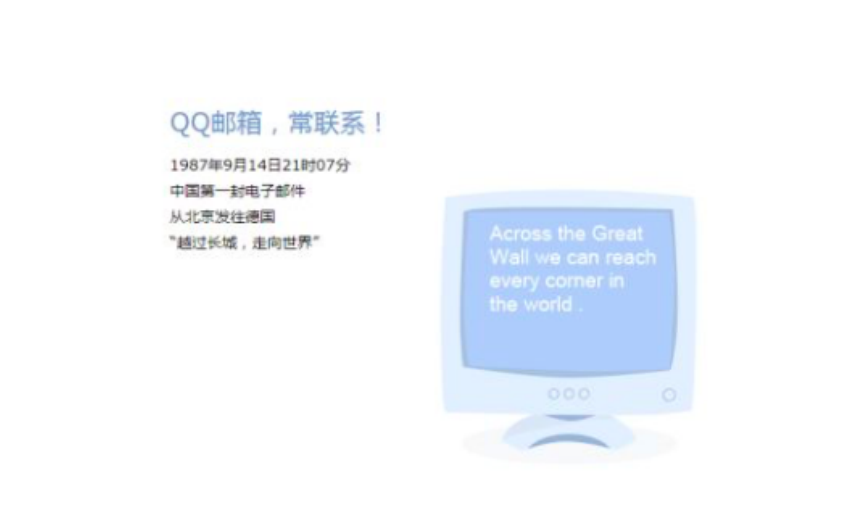 QQ邮箱，常联系！
1987年9月14日21时07分
中国第一封电子邮件
从北京发往德国
“越过长城，走向世界”
Across the Great
Wall we can reach
every corner in
the world .